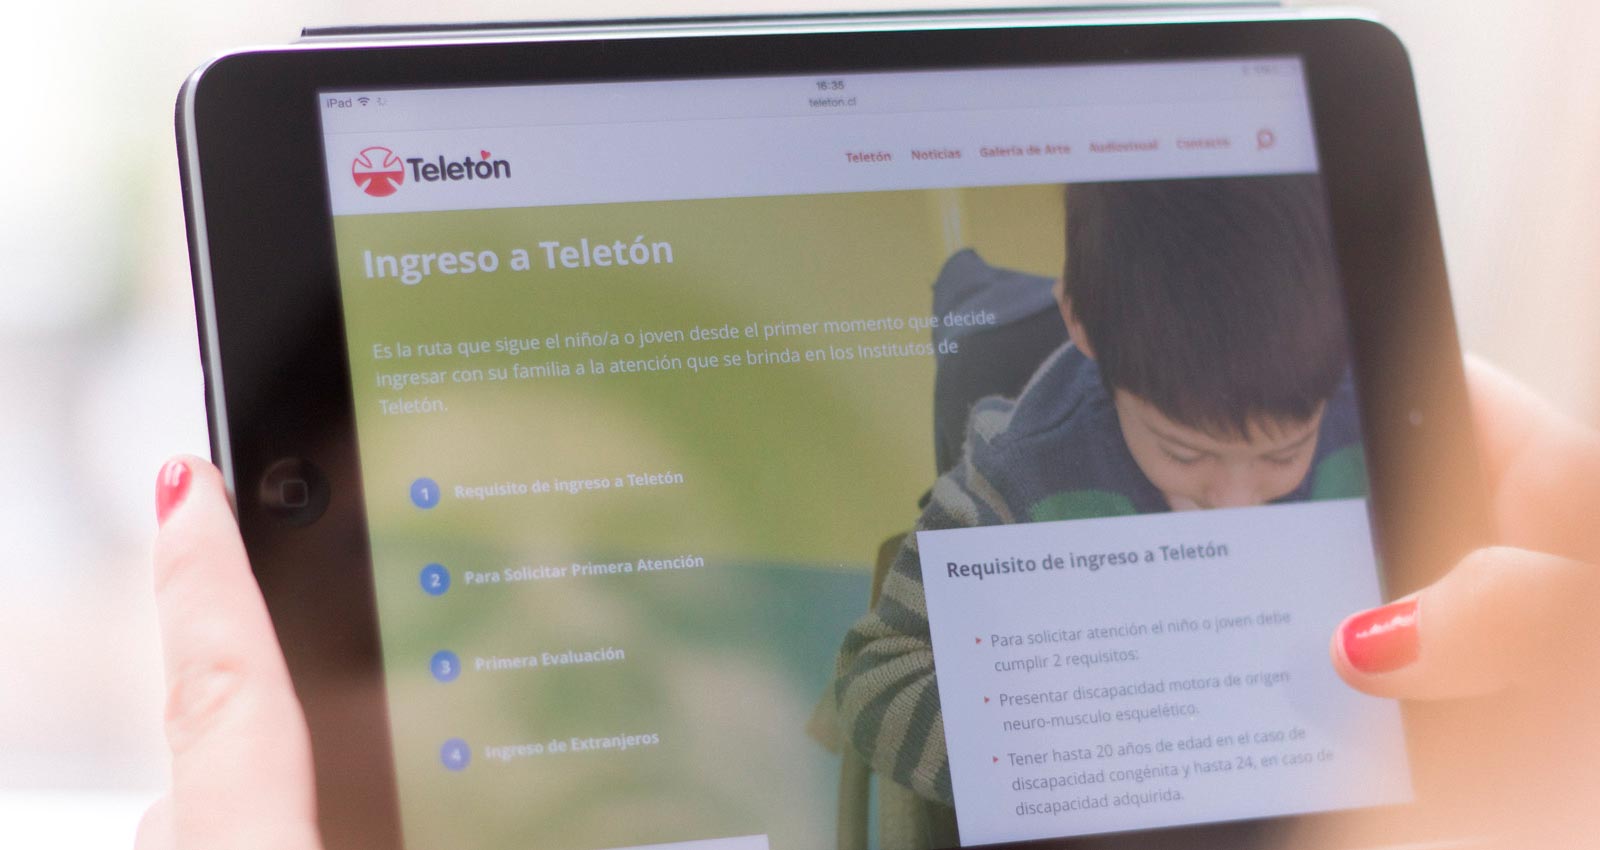 iPad
16:35
teleton.cl
Teletón
Teletón Noticias Galería de Arte Audiovisual Contacto
Ingreso a Teletón
Es la ruta que sigue el niño/a o joven desde el primer momento que decide
ingresar con su familia a la atención que se brinda en los Institutos de
Teletón.
1 Requisito de ingreso a Teletón
2 Para Solicitar Primera Atención
3 Primera Evaluación
4 Ingreso de Extranjeros
Requisito de ingreso a Teletón
Para solicitar atención el niño o joven debe
cumplir 2 requisitos:
Presentar discapacidad motora de origen
neuro-musculo esquelético.
Tener hasta 20 años de edad en el caso de
discapacidad congénita y hasta 24, en caso de
discapacidad adquirida.